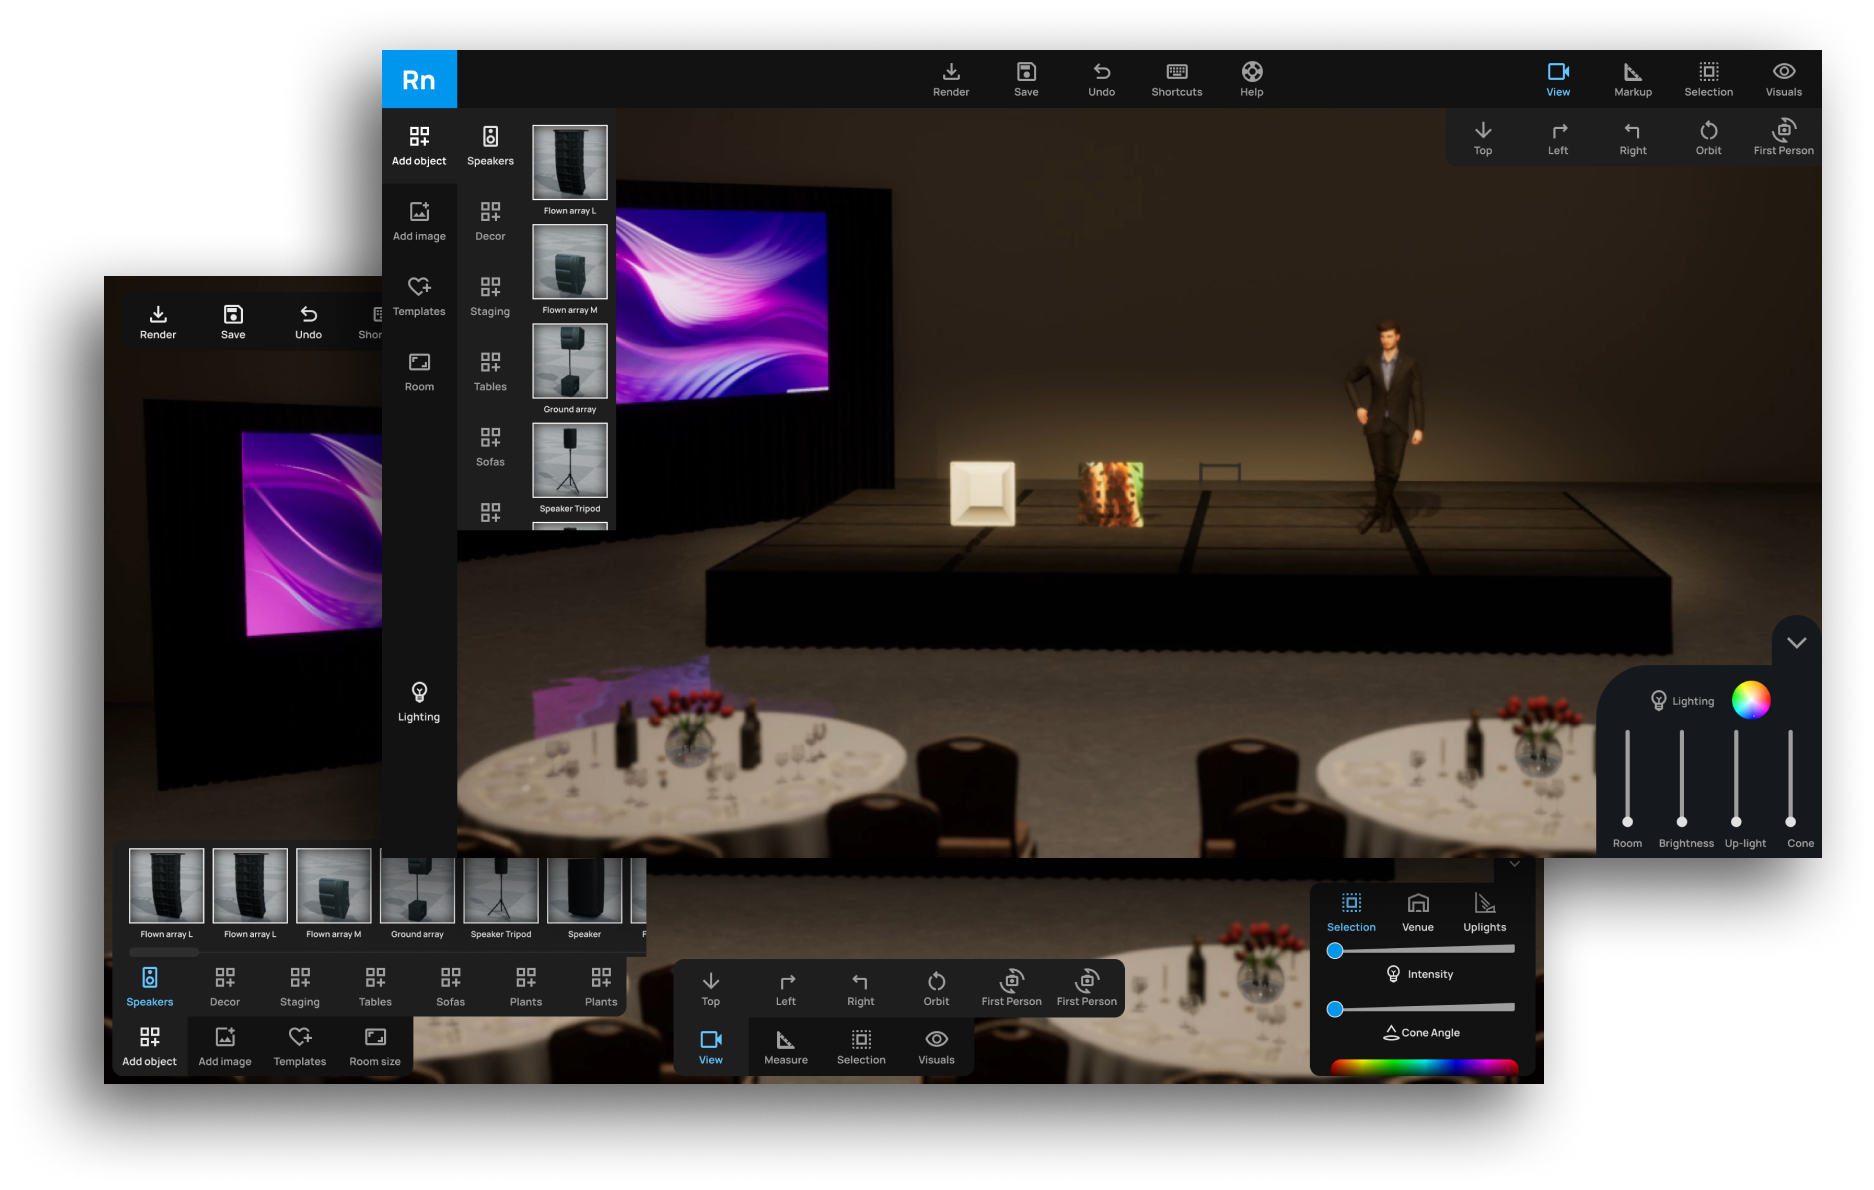 Rn
Render Save Undo Shortcuts Help
View Markup Selection Visuals
Top Left Right Orbit First Person
Add object
Add image
Templates
Room
Lighting
Speakers
Decor
Staging
Tables
Sofas
Flown array L
Flown array M
Ground array
Speaker Tripod
Lighting
Room Brightness Up-light Cone
Render Save Undo Shor
Flown array L Flown array L Flown array M Ground array Speaker Tripod Speaker F
Speakers Decor Staging Tables Sofas Plants Plants
Add object Add image Templates Room size
Top Left Right Orbit First Person First Person
View Measure Selection Visuals
Selection Venue Uplights
Intensity
Cone Angle